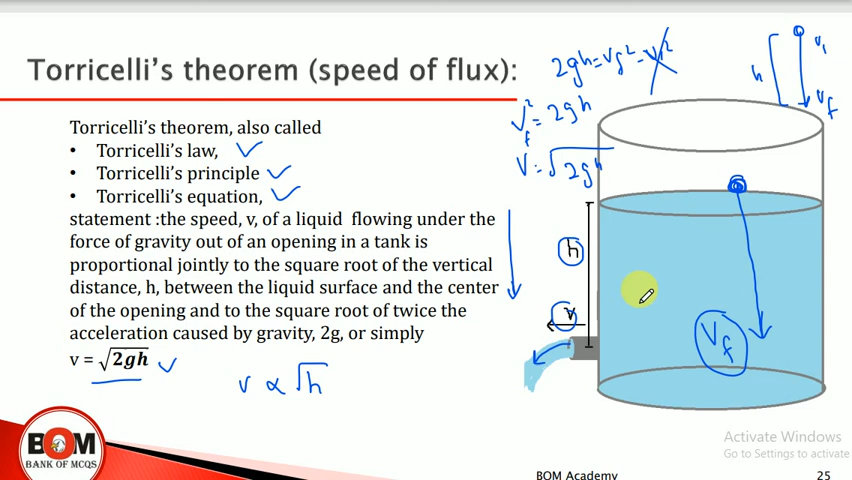 Torricelli's theorem (speed of flux):
Torricelli's theorem, also called
• Torricelli's law,
• Torricelli's principle
• Torricelli's equation,
statement :the speed, v, of a liquid flowing under the
force of gravity out of an opening in a tank is
proportional jointly to the square root of the vertical
distance, h, between the liquid surface and the center
of the opening and to the square root of twice the
acceleration caused by gravity, 2g, or simply
v = √2gh
v ∝ √h
2gh = vf² - vi²
vf² = 2gh
v = √2gh
h
vi
vf
h
v
Vf
BOM
BANK OF MCQS
BOM Academy
25
Activate Windows
Go to Settings to activate